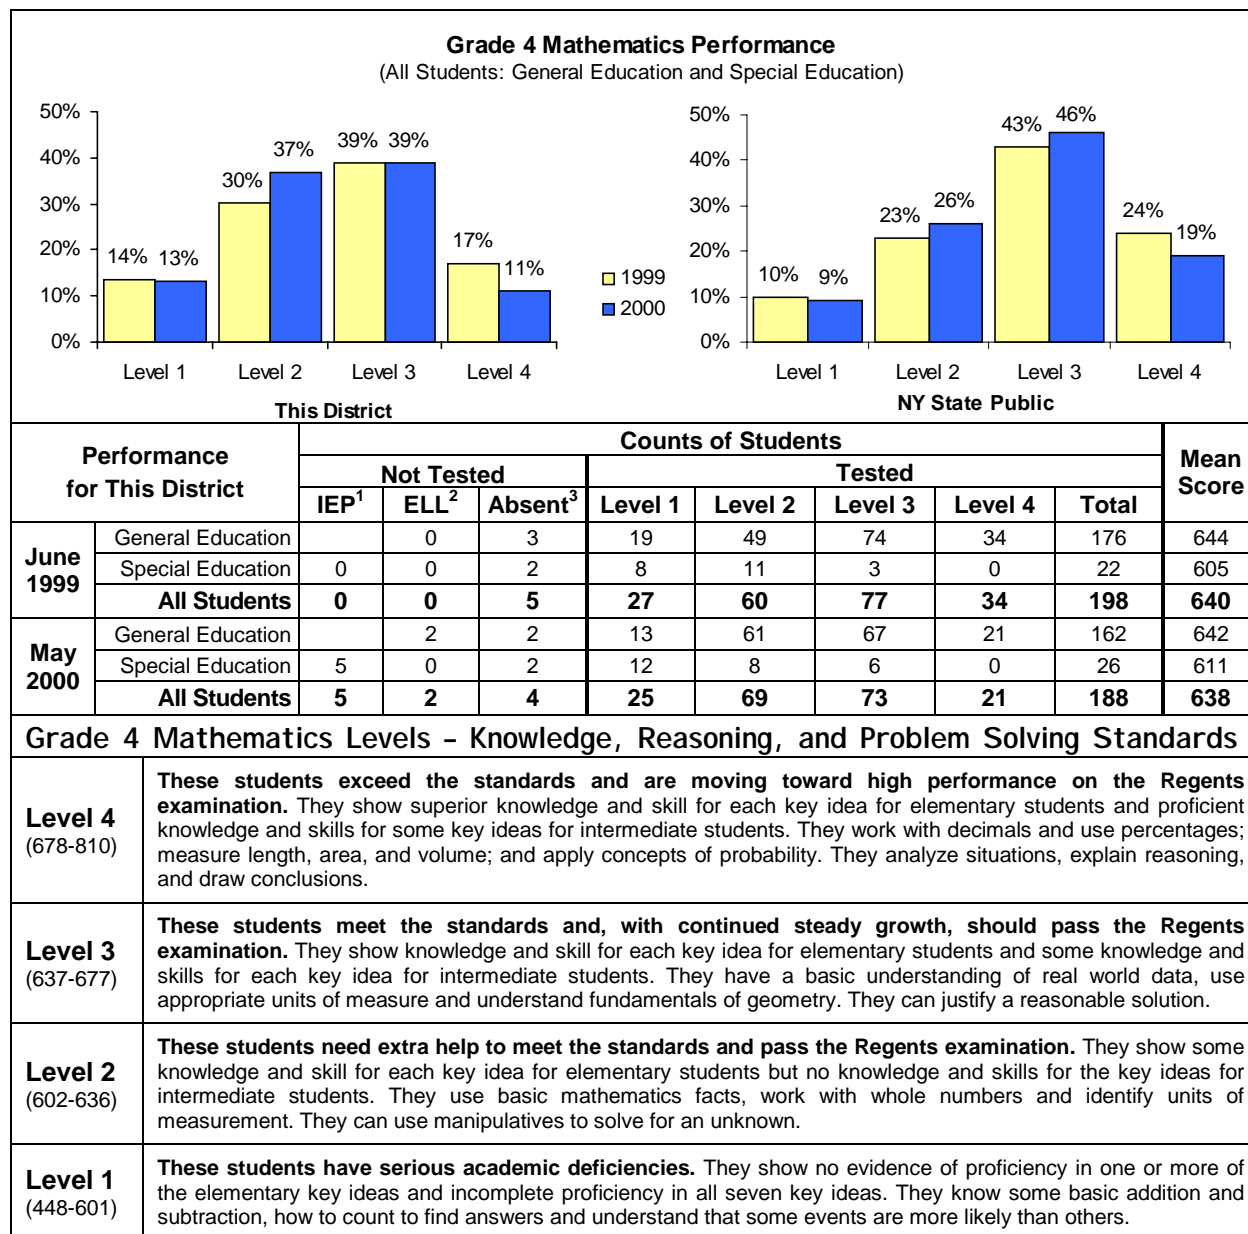 Grade 4 Mathematics Performance
(All Students: General Education and Special Education)
50%
40%
30%
20%
10%
0%
14% 13% 30% 37% 39% 39% 17% 11%
Level 1 Level 2 Level 3 Level 4
This District
1999
2000
50%
40%
30%
20%
10%
0%
10% 9% 23% 26% 43% 46% 24% 19%
Level 1 Level 2 Level 3 Level 4
NY State Public
Performance for This District
Counts of Students
Mean Score
Not Tested Tested
IEP1 ELL2 Absent3 Level 1 Level 2 Level 3 Level 4 Total
June 1999
General Education 0 3 19 49 74 34 176 644
Special Education 0 0 2 8 11 3 0 22 605
All Students 0 0 5 27 60 77 34 198 640
May 2000
General Education 2 2 13 61 67 21 162 642
Special Education 5 0 2 12 8 6 0 26 611
All Students 5 2 4 25 69 73 21 188 638
Grade 4 Mathematics Levels – Knowledge, Reasoning, and Problem Solving Standards
Level 4
(678-810)
These students exceed the standards and are moving toward high performance on the Regents
examination. They show superior knowledge and skill for each key idea for elementary students and proficient
knowledge and skills for some key ideas for intermediate students. They work with decimals and use percentages;
measure length, area, and volume; and apply concepts of probability. They analyze situations, explain reasoning,
and draw conclusions.
Level 3
(637-677)
These students meet the standards and, with continued steady growth, should pass the Regents
examination. They show knowledge and skill for each key idea for elementary students and some knowledge and
skills for each key idea for intermediate students. They have a basic understanding of real world data, use
appropriate units of measure and understand fundamentals of geometry. They can justify a reasonable solution.
Level 2
(602-636)
These students need extra help to meet the standards and pass the Regents examination. They show some
knowledge and skill for each key idea for elementary students but no knowledge and skills for the key ideas for
intermediate students. They use basic mathematics facts, work with whole numbers and identify units of
measurement. They can use manipulatives to solve for an unknown.
Level 1
(448-601)
These students have serious academic deficiencies. They show no evidence of proficiency in one or more of
the elementary key ideas and incomplete proficiency in all seven key ideas. They know some basic addition and
subtraction, how to count to find answers and understand that some events are more likely than others.